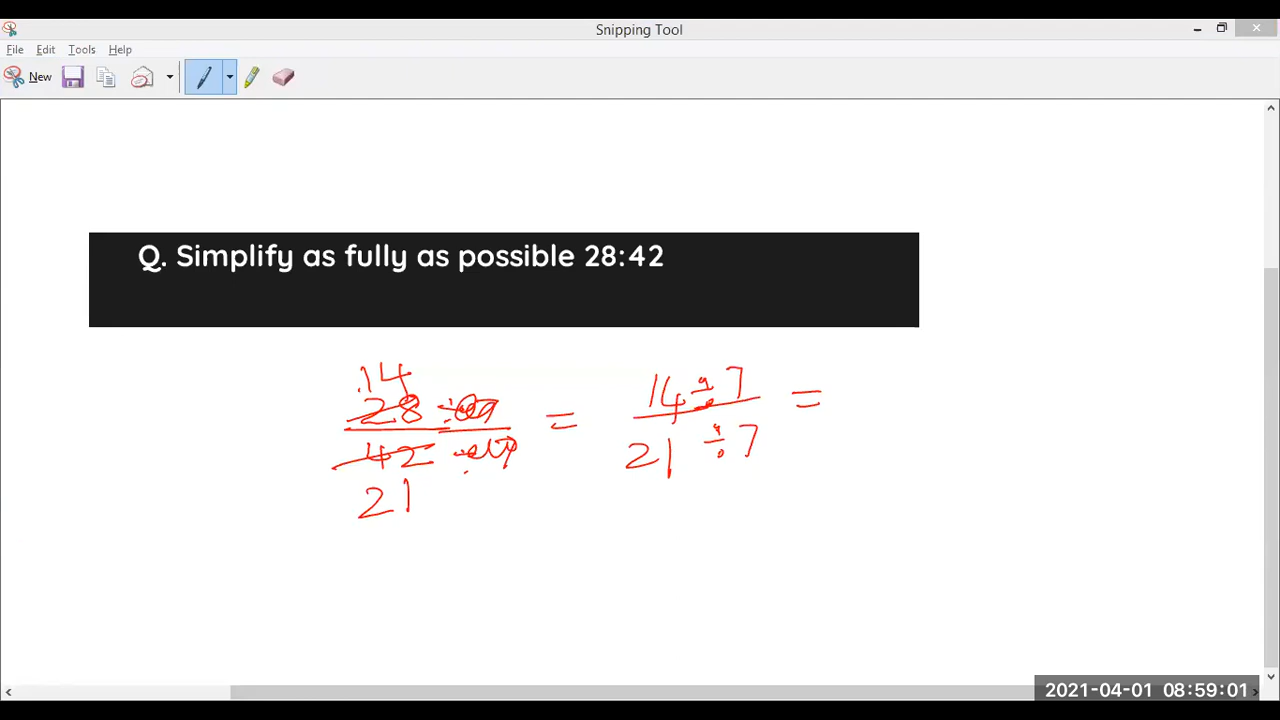 Snipping Tool
File Edit Tools Help
New
Q. Simplify as fully as possible 28:42
14
28
42
21
=
14 ÷ 7
21 ÷ 7
=
2021-04-01 08:59:01